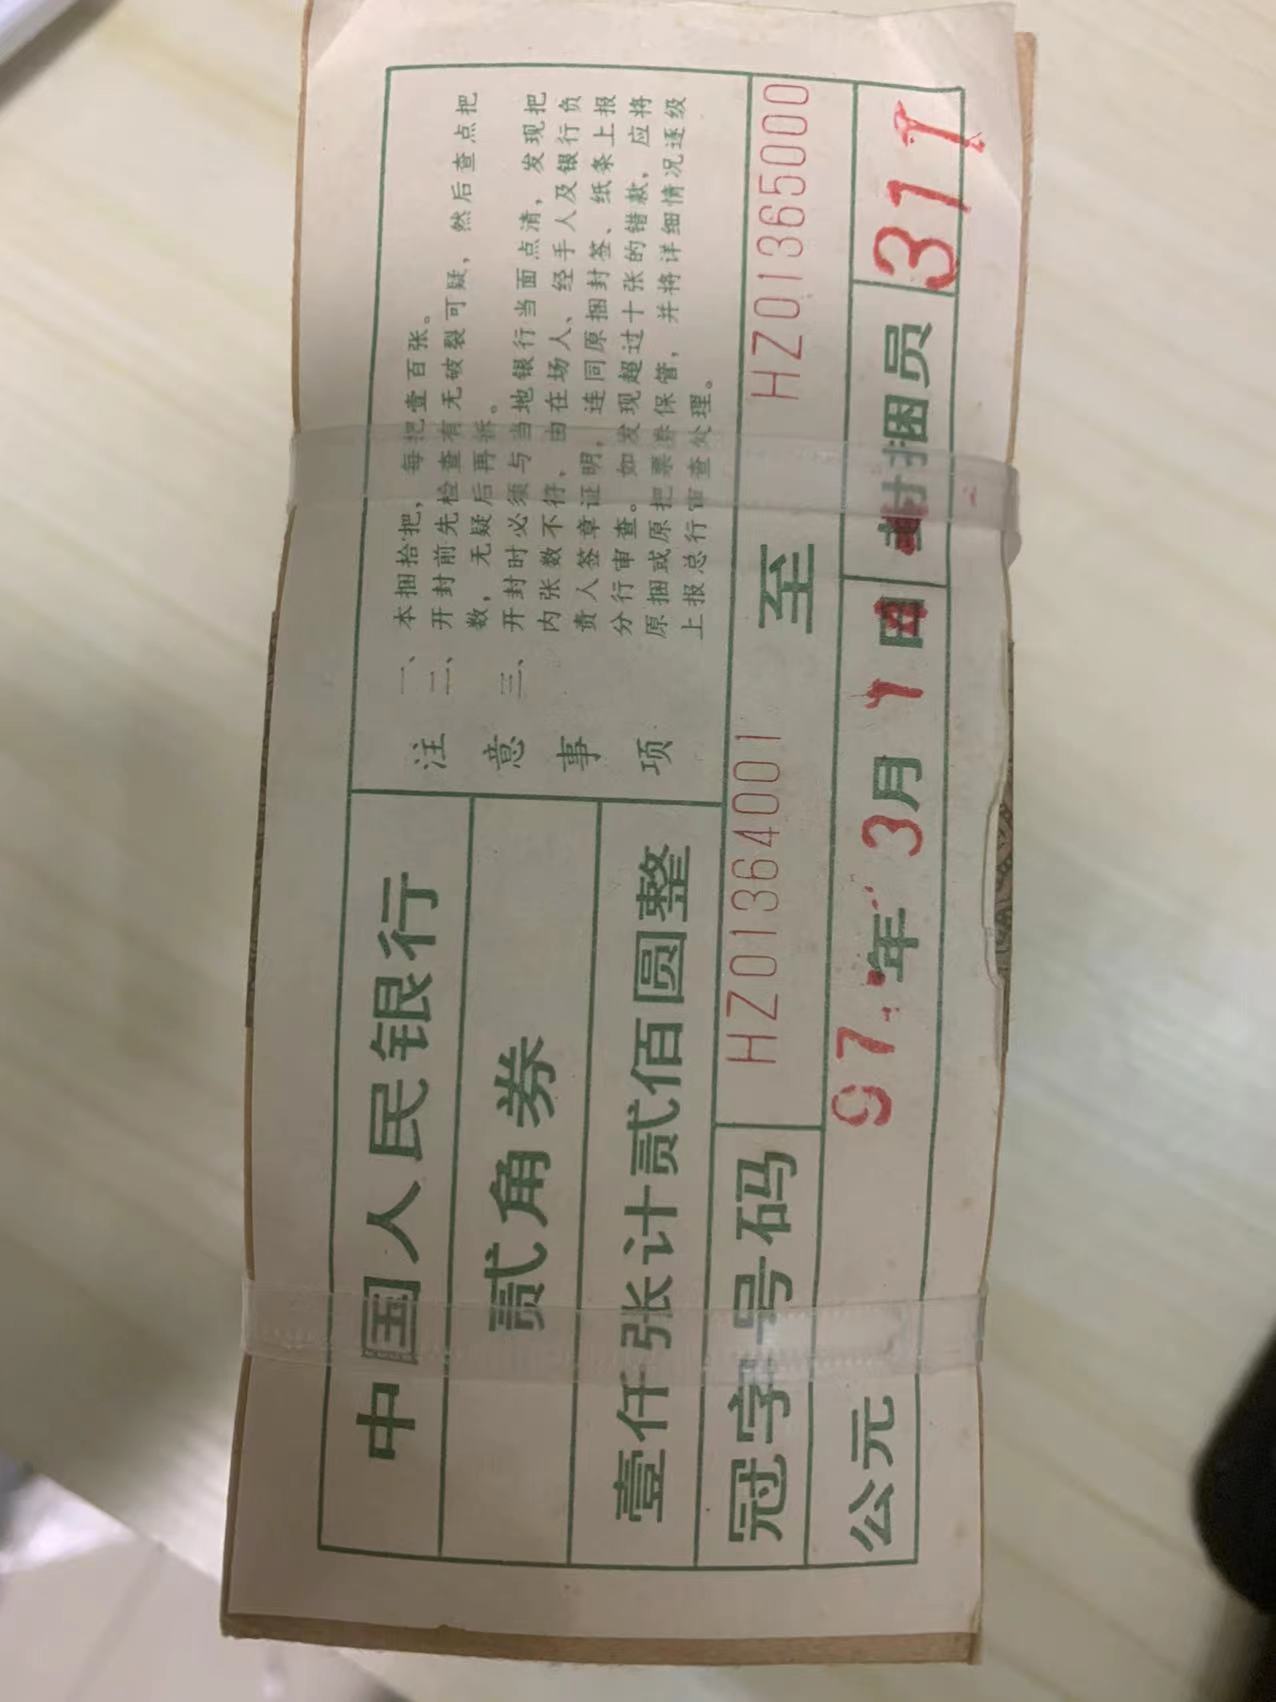 中国人民银行
贰角券
壹仟张计贰佰圆整
注意事项
一、本捆拾把，每把壹百张。
二、开封前先检查有无破裂可疑，然后查点把
数，无疑后再拆。
三、开封时必须与当地银行当面点清，发现把
内张数不符，由在场人、经手人及银行负
责人签章证明，连同原捆封签、纸条上报
分行审查。如发现超过十张的错款，应将
原捆或原把票券保管，并将详细情况逐级
上报总行审查处理。
冠字号码 HZ01364001 至 HZ01365000
公元 97年 3月 1日 封捆员 311